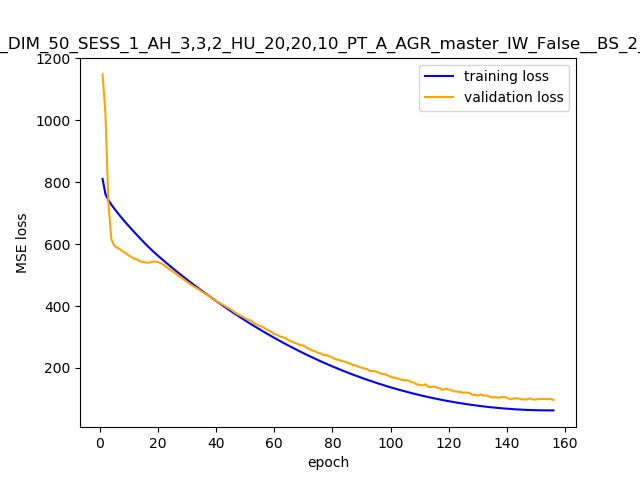 _DIM_50_SESS_1_AH_3,3,2_HU_20,20,10_PT_A_AGR_master_IW_False__BS_2_
1200
1000
800
600
400
200
MSE loss
training loss
validation loss
0 20 40 60 80 100 120 140 160
epoch